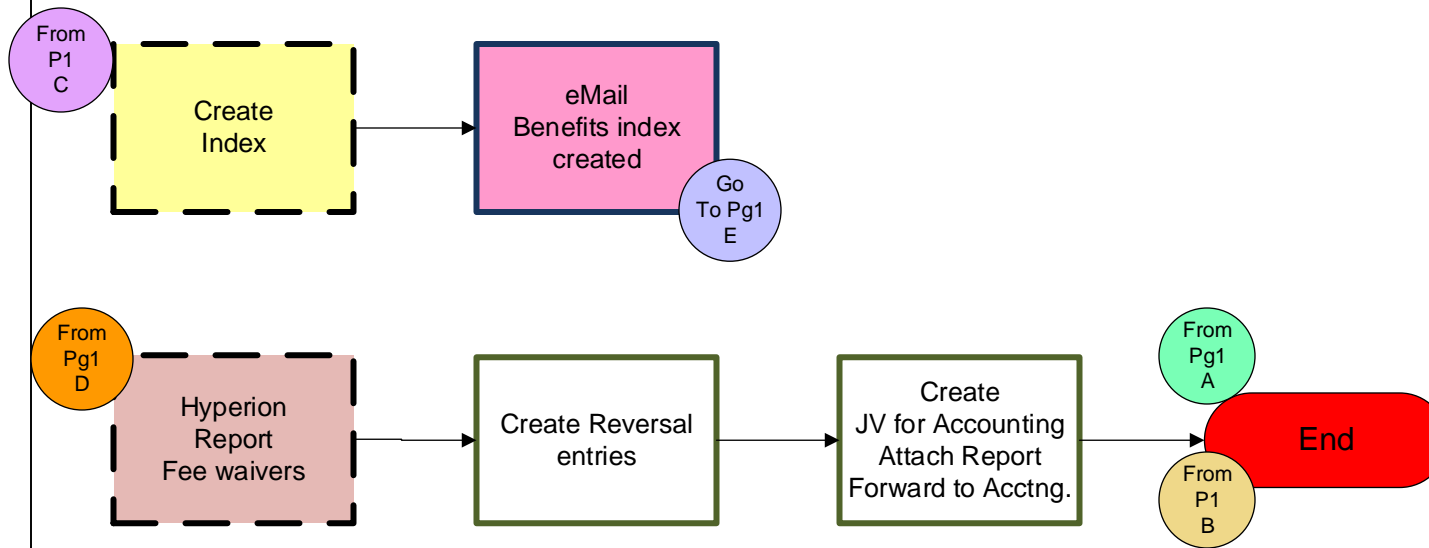 From
P1
C
Create
Index
eMail
Benefits index
created
Go
To Pg1
E
From
Pg1
D
Hyperion
Report
Fee waivers
Create Reversal
entries
Create
JV for Accounting
Attach Report
Forward to Acctng.
From
Pg1
A
End
From
P1
B